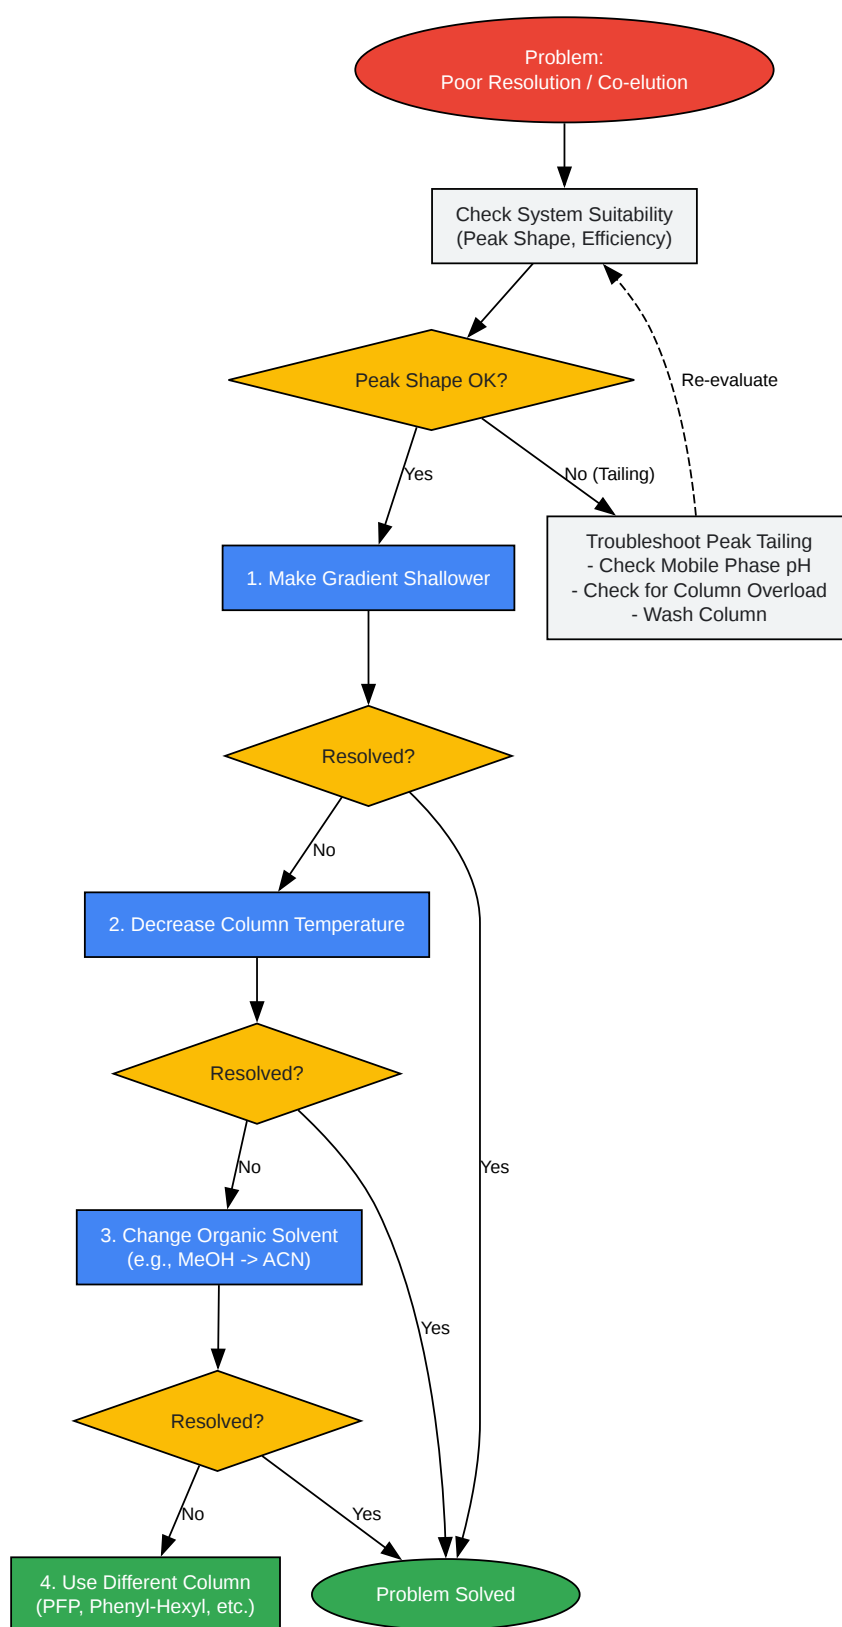 Problem:
Poor Resolution / Co-elution
Check System Suitability
(Peak Shape, Efficiency)
Peak Shape OK?
Re-evaluate
Yes
No (Tailing)
Troubleshoot Peak Tailing
- Check Mobile Phase pH
- Check for Column Overload
- Wash Column
1. Make Gradient Shallower
Resolved?
No
2. Decrease Column Temperature
Resolved?
No
Yes
3. Change Organic Solvent
(e.g., MeOH -> ACN)
Yes
Resolved?
No
Yes
4. Use Different Column
(PFP, Phenyl-Hexyl, etc.)
Problem Solved